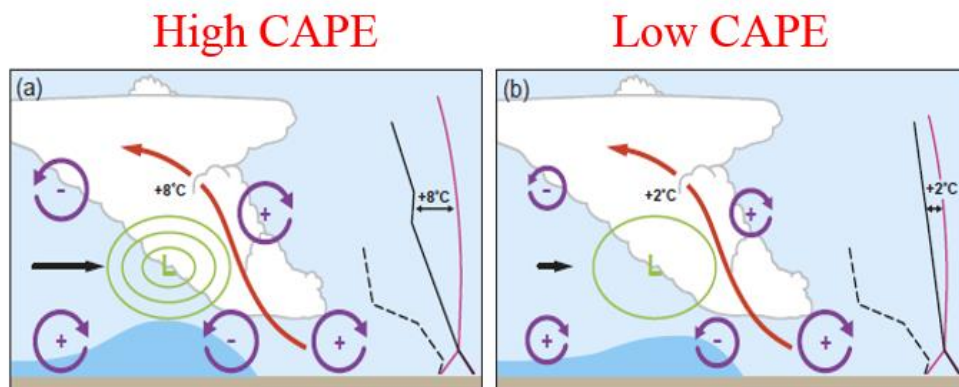 High CAPE
Low CAPE
(a)
+8°C
+8°C
-
+
L
+
-
+
(b)
+2°C
+2°C
-
+
L
+
-
+